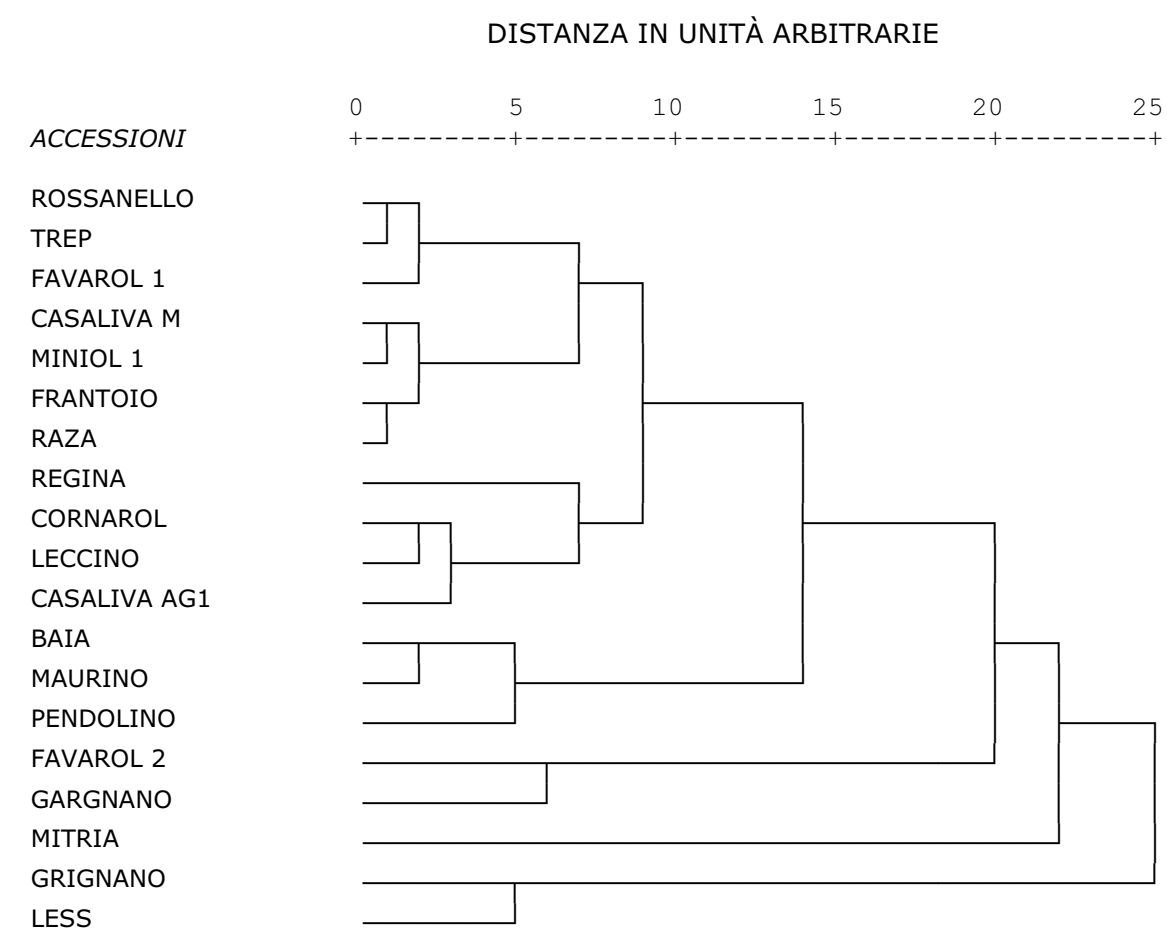 DISTANZA IN UNITÀ ARBITRARIE
0 5 10 15 20 25
ACCESSIONI +---------+---------+---------+---------+---------+
ROSSANELLO
TREP
FAVAROL 1
CASALIVA M
MINIOL 1
FRANTOIO
RAZA
REGINA
CORNAROL
LECCINO
CASALIVA AG1
BAIA
MAURINO
PENDOLINO
FAVAROL 2
GARGNANO
MITRIA
GRIGNANO
LESS